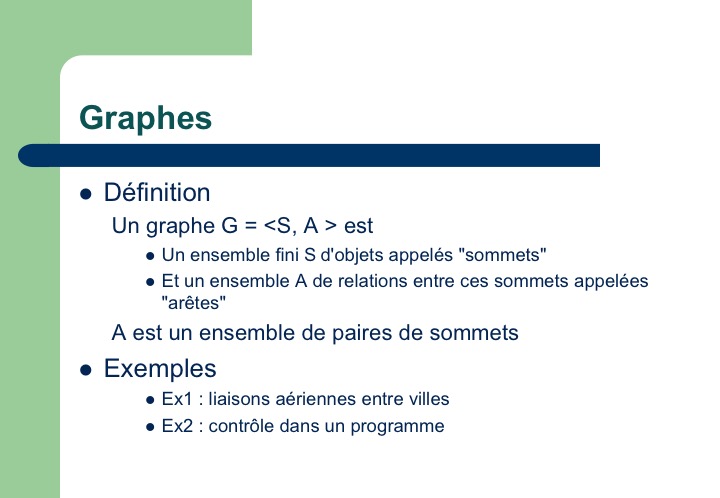 Graphes
Définition
Un graphe G = <S, A > est
Un ensemble fini S d'objets appelés "sommets"
Et un ensemble A de relations entre ces sommets appelées
"arêtes"
A est un ensemble de paires de sommets
Exemples
Ex1 : liaisons aériennes entre villes
Ex2 : contrôle dans un programme